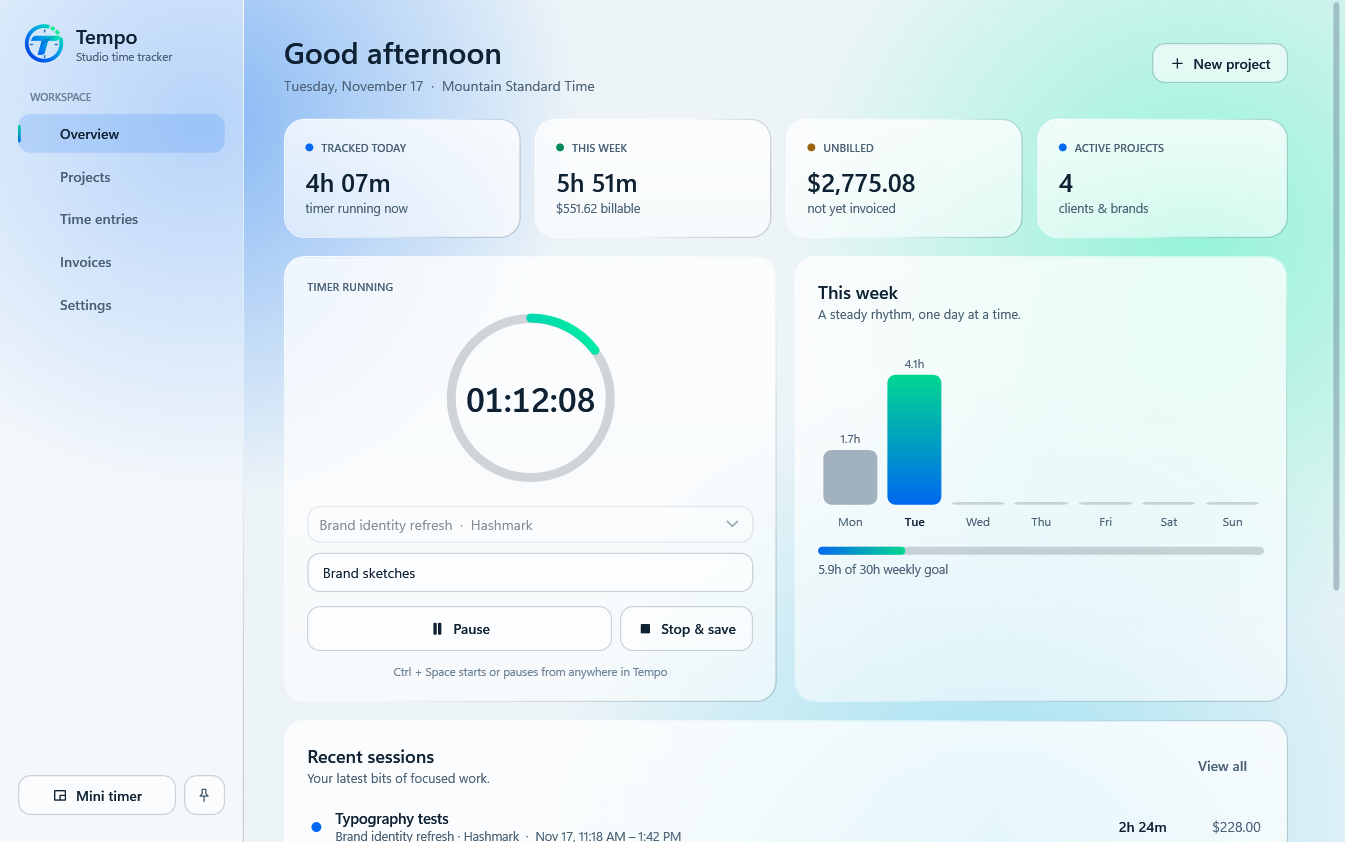 Tempo
Studio time tracker
WORKSPACE
Overview
Projects
Time entries
Invoices
Settings
Mini timer
Good afternoon
Tuesday, November 17 · Mountain Standard Time
New project
TRACKED TODAY
4h 07m
timer running now
THIS WEEK
5h 51m
$551.62 billable
UNBILLED
$2,775.08
not yet invoiced
ACTIVE PROJECTS
4
clients & brands
TIMER RUNNING
01:12:08
Brand identity refresh · Hashmark
Brand sketches
Pause
Stop & save
Ctrl + Space starts or pauses from anywhere in Tempo
This week
A steady rhythm, one day at a time.
4.1h
1.7h
Mon Tue Wed Thu Fri Sat Sun
5.9h of 30h weekly goal
Recent sessions
Your latest bits of focused work.
View all
Typography tests
Brand identity refresh · Hashmark · Nov 17, 11:18 AM – 1:42 PM
2h 24m
$228.00